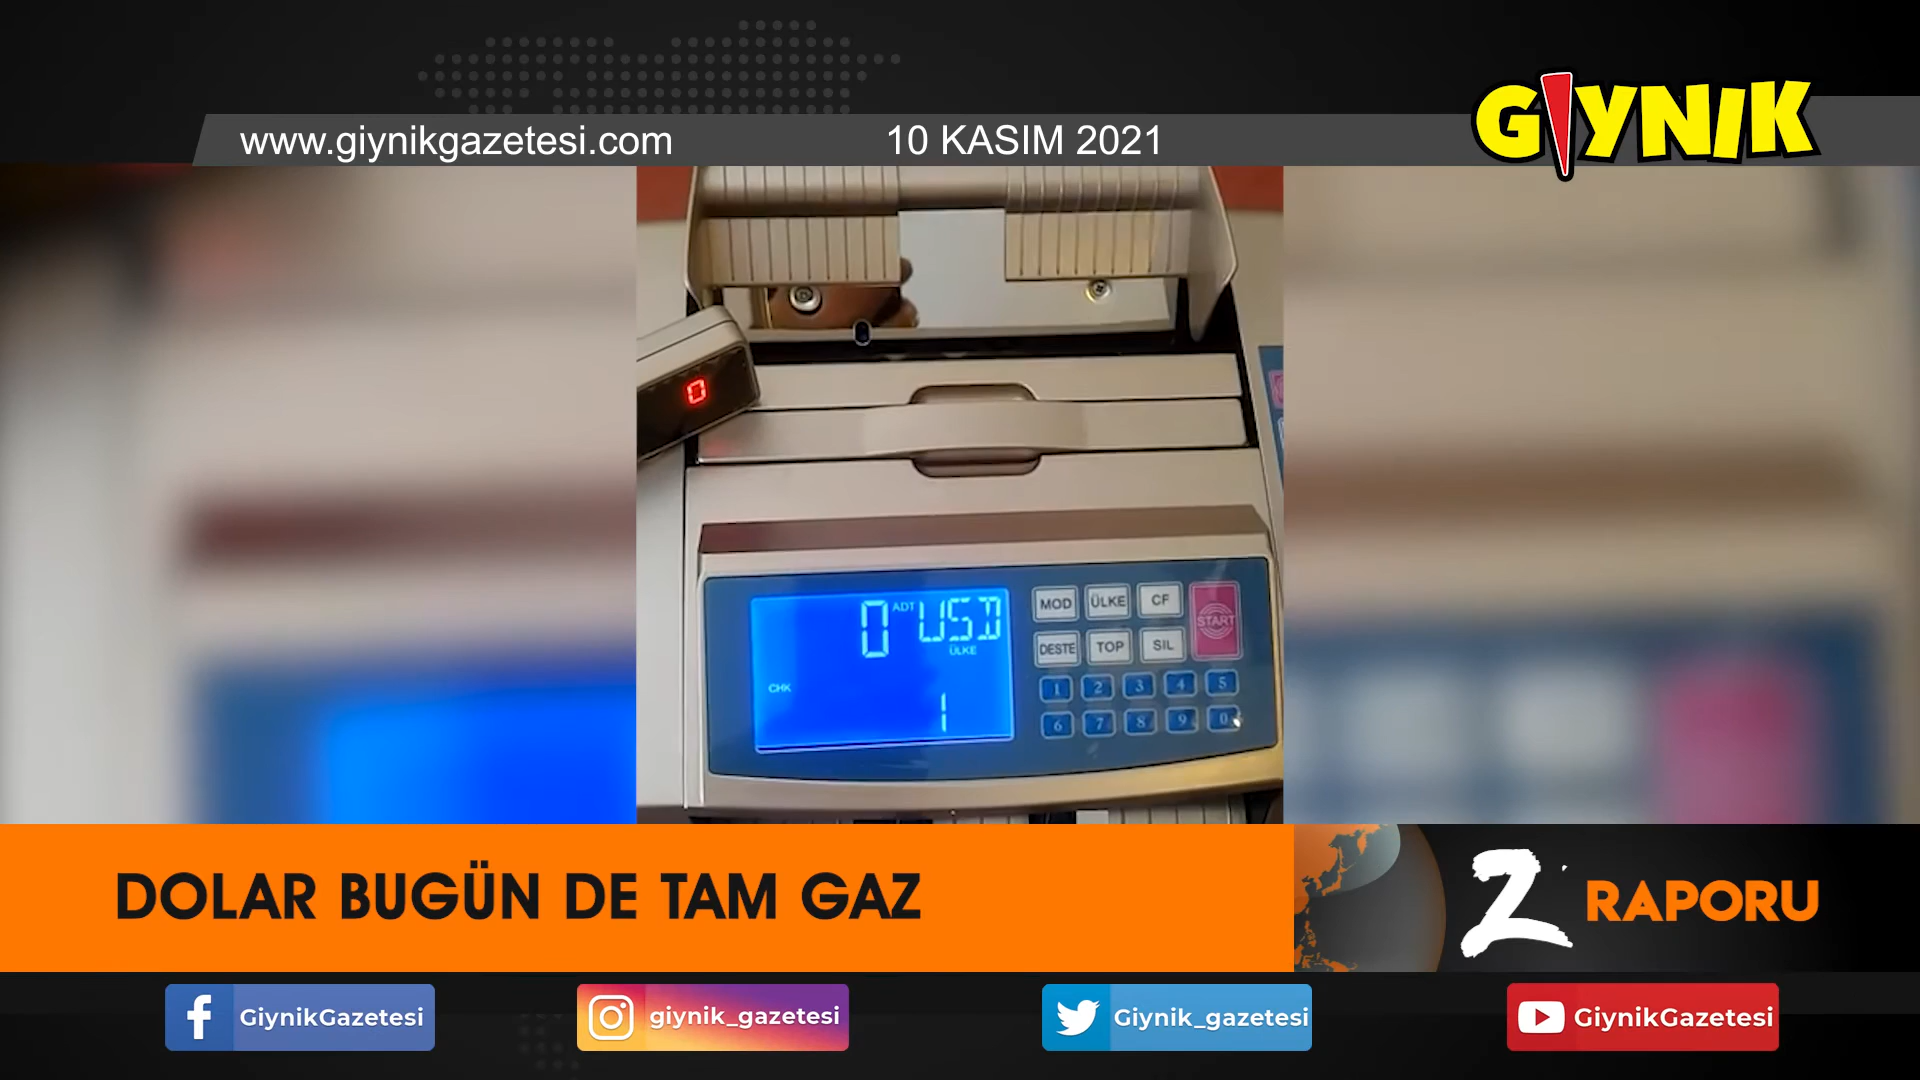 www.giynikgazetesi.com
10 KASIM 2021
GIYNIK
0
0 ADT USD
ÜLKE
CHK
1
MOD ÜLKE CF START
DESTE TOP SIL
1 2 3 4 5
6 7 8 9 0
DOLAR BUGÜN DE TAM GAZ
Z RAPORU
GiynikGazetesi
giynik_gazetesi
Giynik_gazetesi
GiynikGazetesi